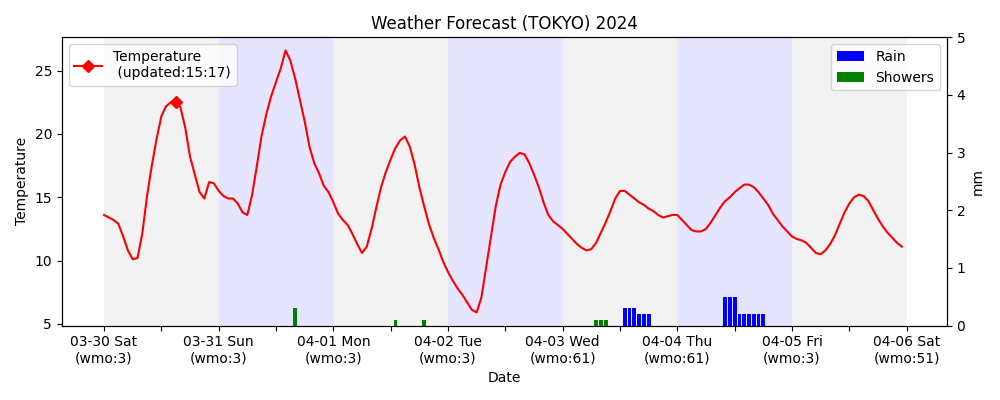 Weather Forecast (TOKYO) 2024
Temperature
(updated:15:17)
Rain
Showers
Temperature
25
20
15
10
5
5
4
3
2
1
0
mm
03-30 Sat 03-31 Sun 04-01 Mon 04-02 Tue 04-03 Wed 04-04 Thu 04-05 Fri 04-06 Sat
(wmo:3) (wmo:3) (wmo:3) (wmo:3) (wmo:61) (wmo:61) (wmo:3) (wmo:51)
Date